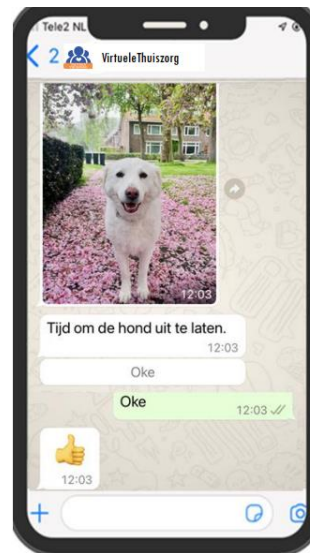 Tele2 NL
2 VirtueleThuiszorg
12:03
Tijd om de hond uit te laten.
12:03
Oke
Oke
12:03
👍
12:03